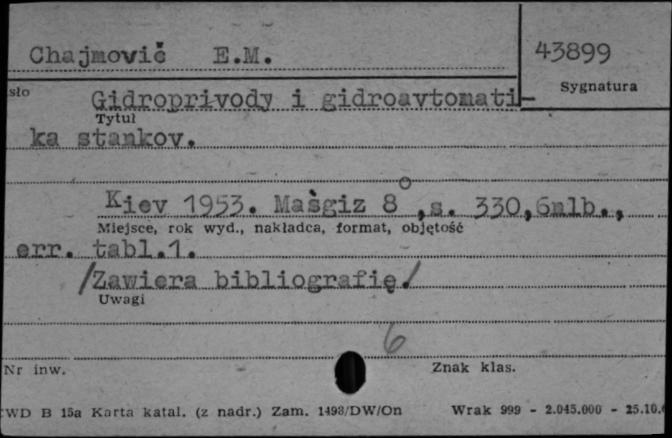 Chajmovič E.M. 43899
Sygnatura
sło
Gidroprivody i gidroavtomati-
Tytuł
ka stankov.
Kiev 1953. Mašgiz 8°, s. 330, 6nlb.,
Miejsce, rok wyd., nakładca, format, objętość
err. tabl.1.
/Zawiera bibliografię/
Uwagi
6
Nr inw. Znak klas.
WD B 15a Karta katal. (z nadr.) Zam. 1498/DW/On Wrak 999 - 2.045.000 - 25.10.